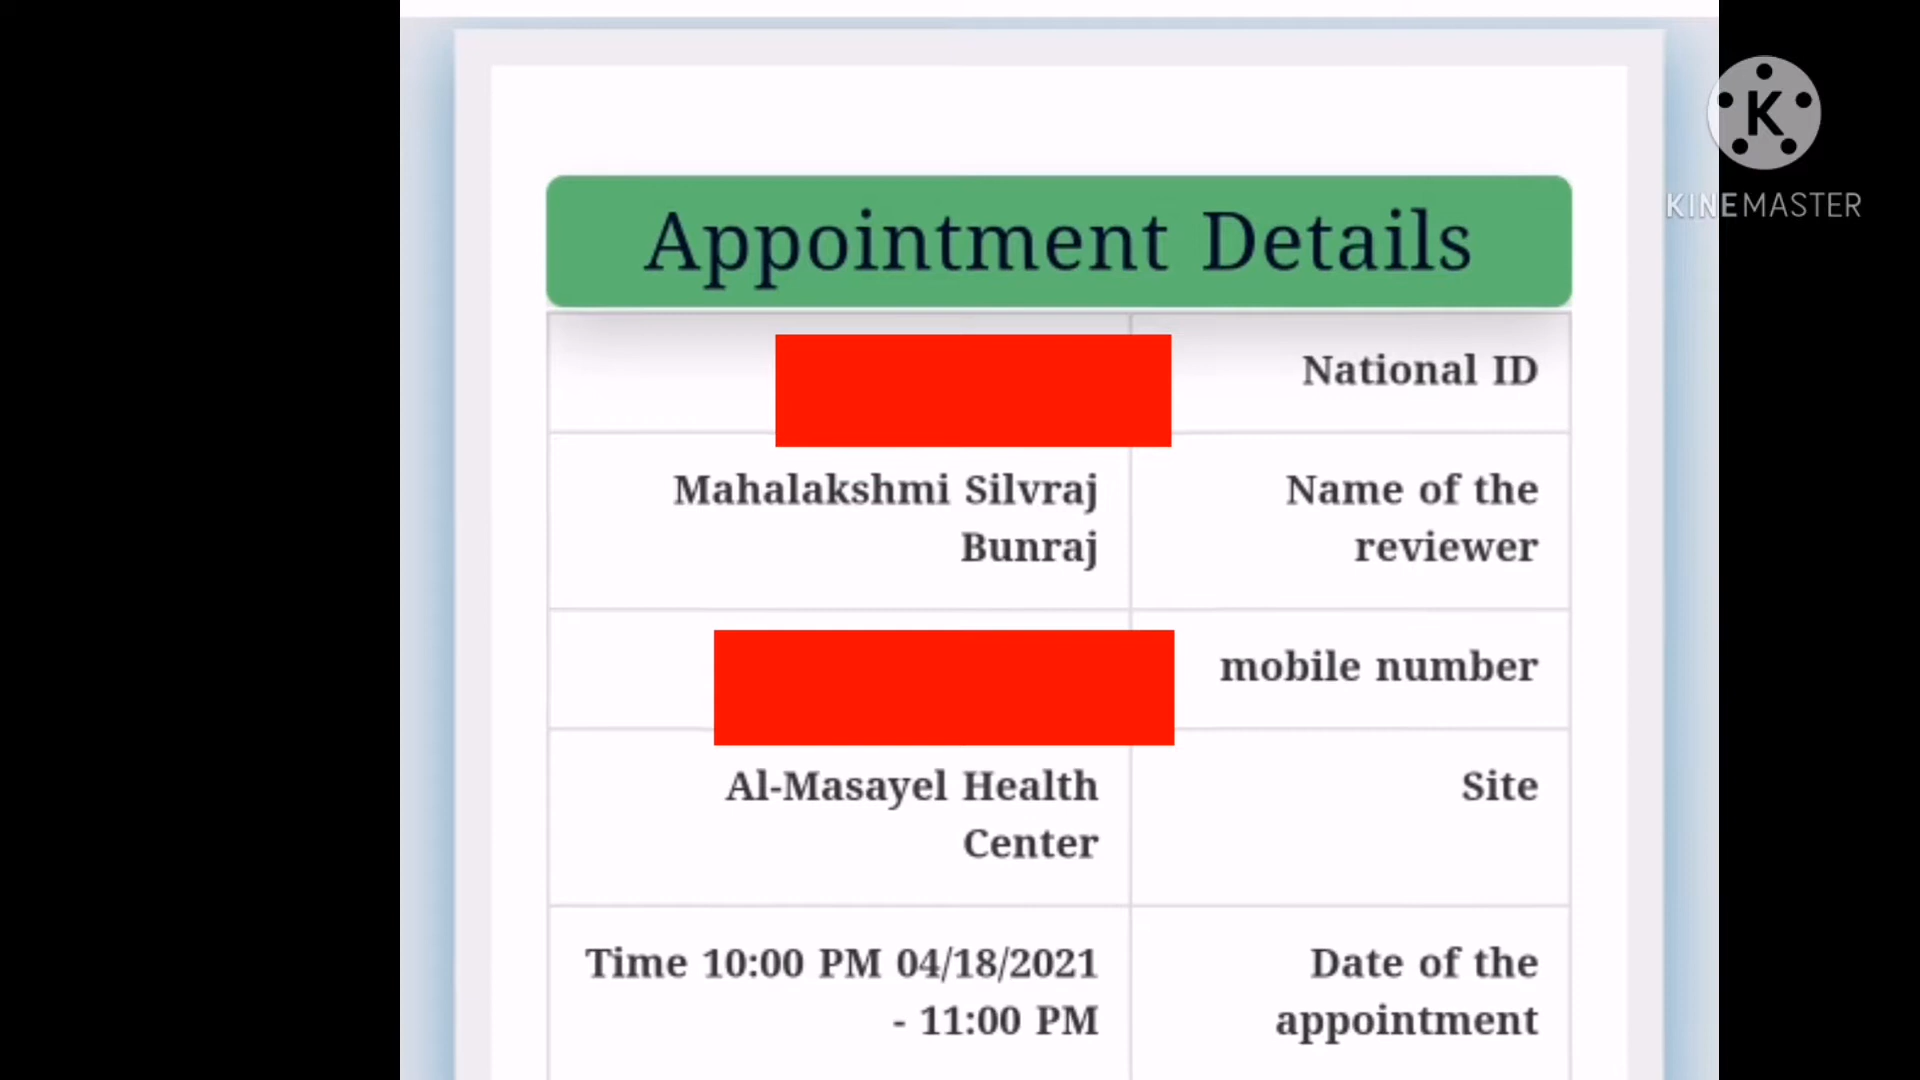 K
KINEMASTER
Appointment Details
National ID
Mahalakshmi Silvraj
Bunraj
Name of the
reviewer
mobile number
Al-Masayel Health
Center
Site
Time 10:00 PM 04/18/2021
- 11:00 PM
Date of the
appointment